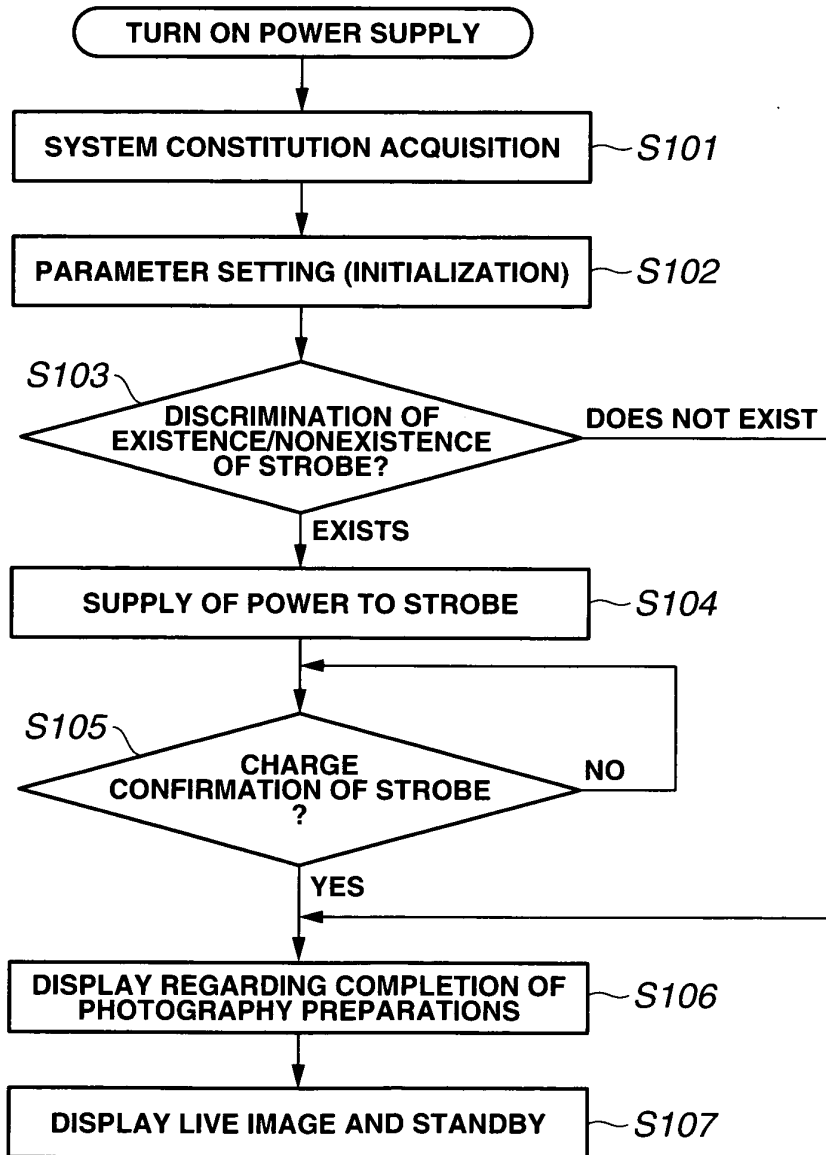 TURN ON POWER SUPPLY
SYSTEM CONSTITUTION ACQUISITION
S101
PARAMETER SETTING (INITIALIZATION)
S102
S103
DISCRIMINATION OF
EXISTENCE/NONEXISTENCE
OF STROBE?
DOES NOT EXIST
EXISTS
SUPPLY OF POWER TO STROBE
S104
S105
CHARGE
CONFIRMATION OF STROBE
?
NO
YES
DISPLAY REGARDING COMPLETION OF
PHOTOGRAPHY PREPARATIONS
S106
DISPLAY LIVE IMAGE AND STANDBY
S107